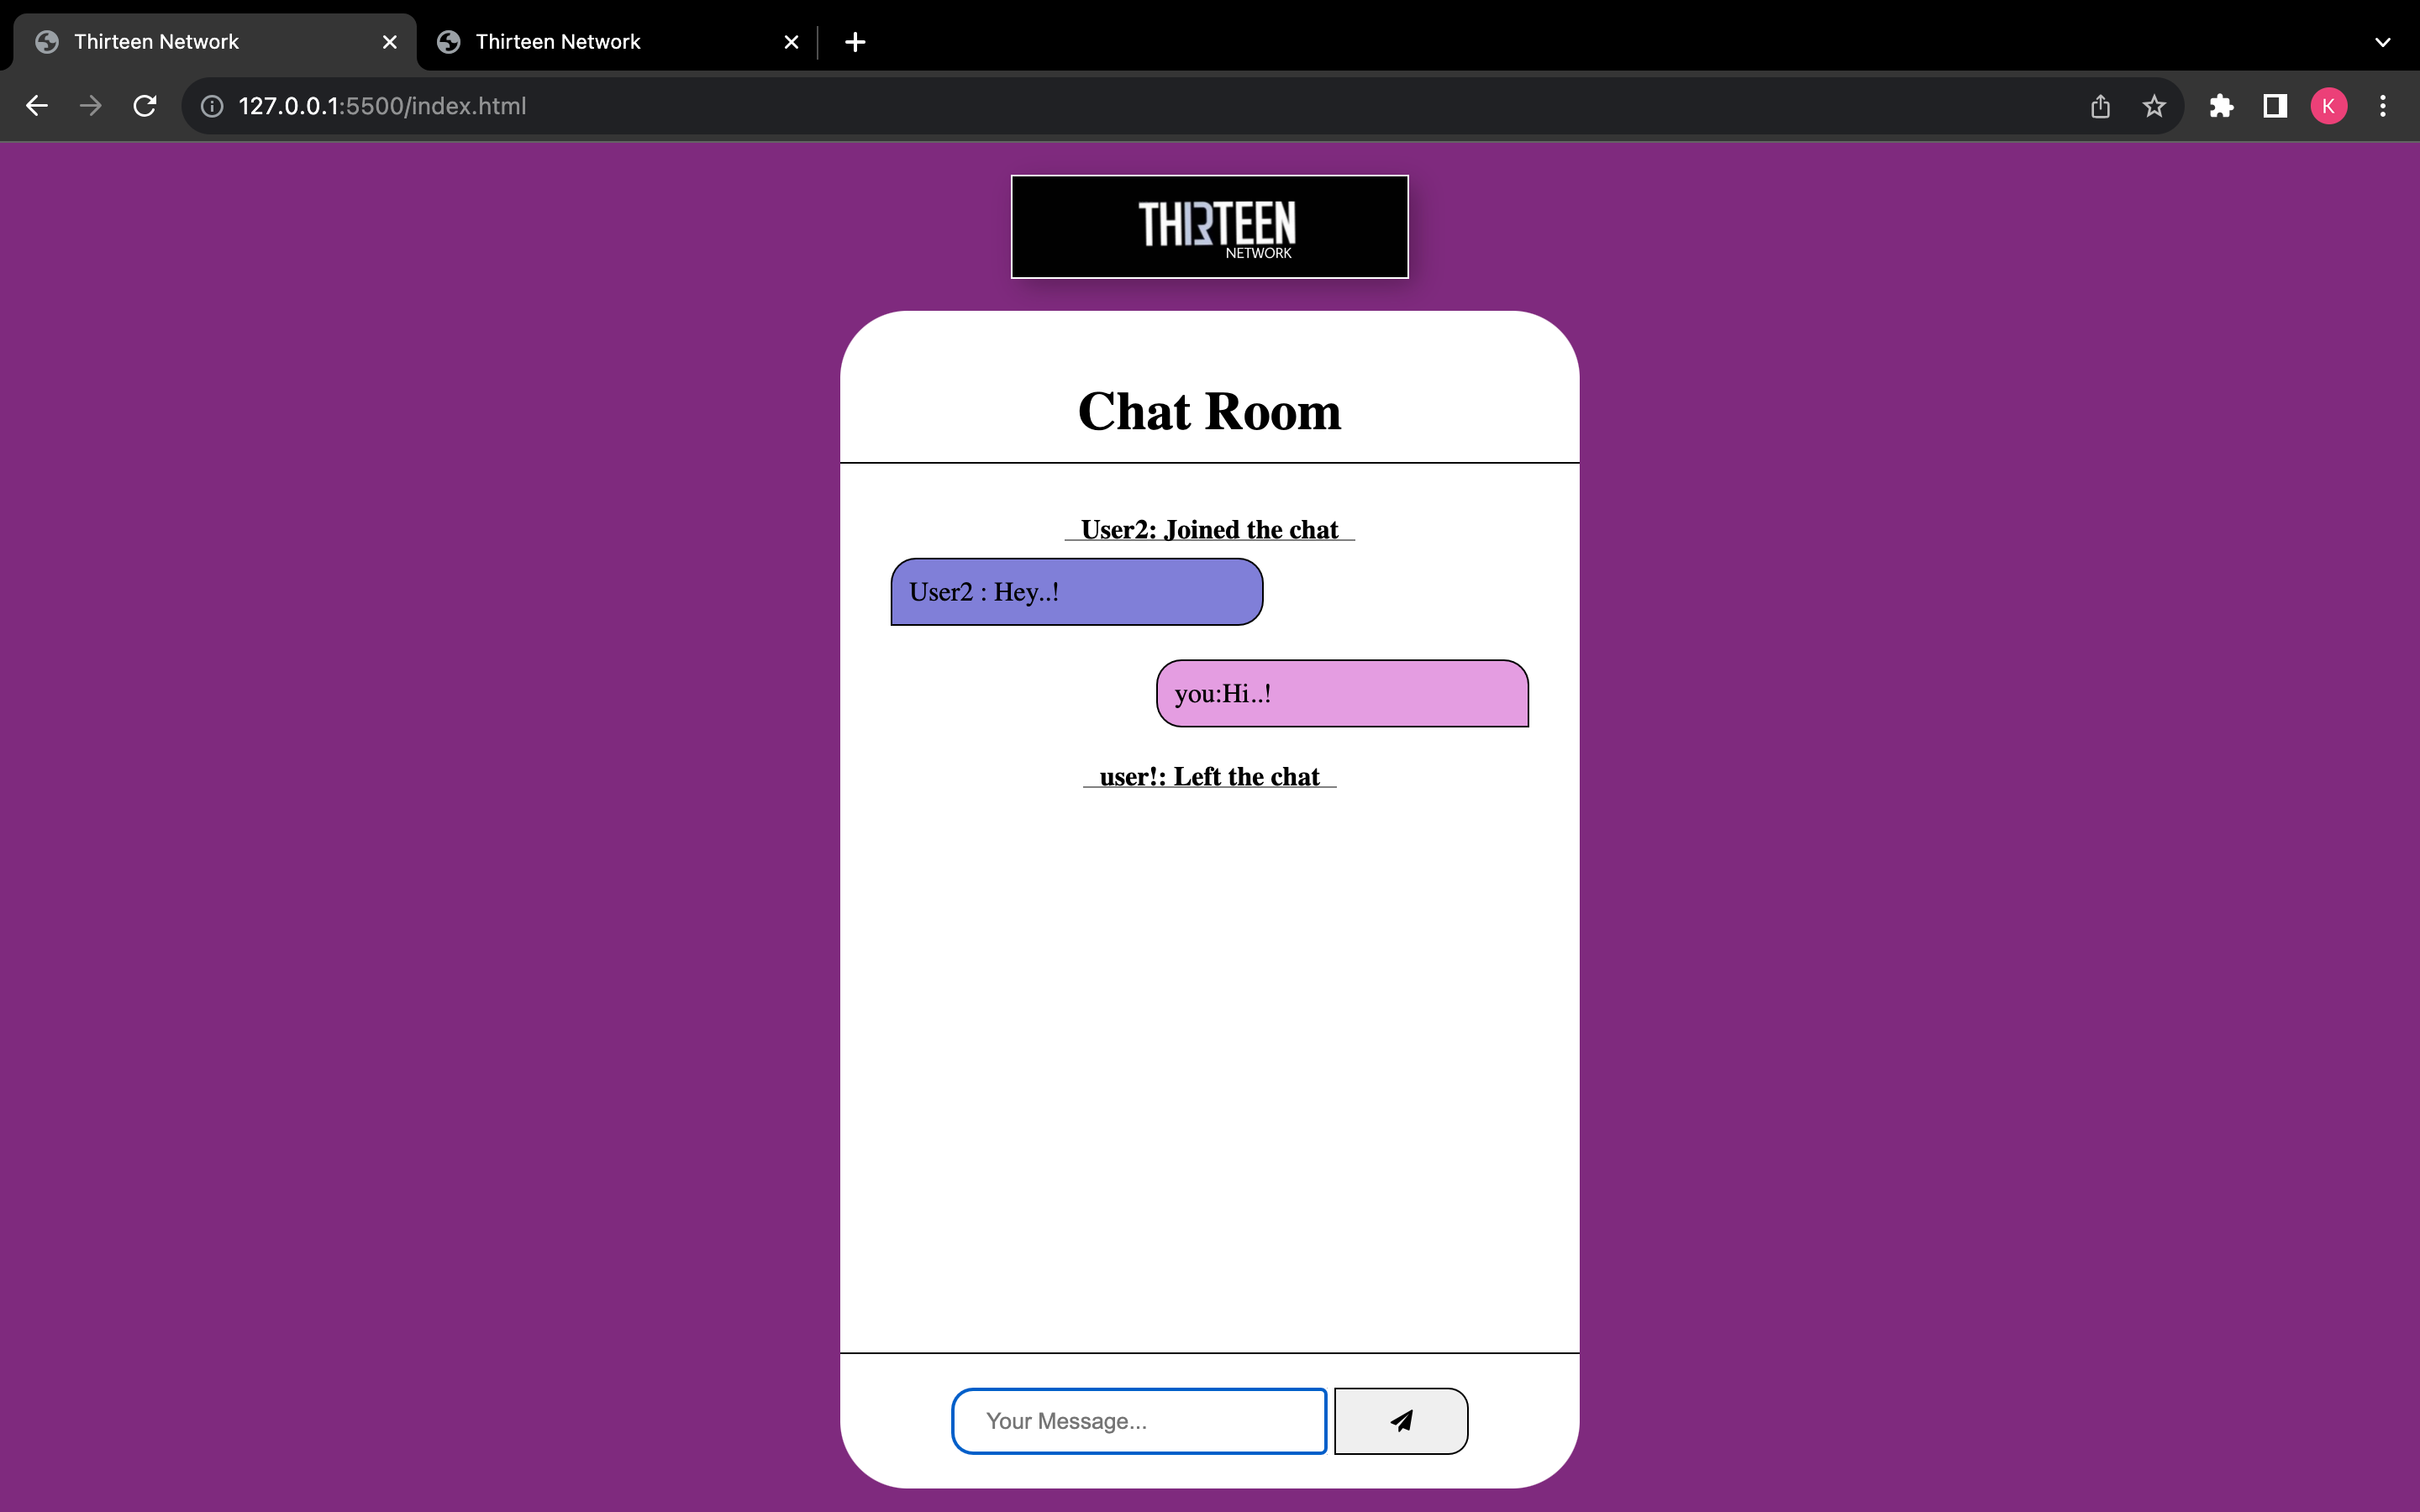 Thirteen Network
Thirteen Network
127.0.0.1:5500/index.html
K
TH13TEEN
NETWORK
Chat Room
User2: Joined the chat
User2 : Hey..!
you:Hi..!
user!: Left the chat
Your Message...